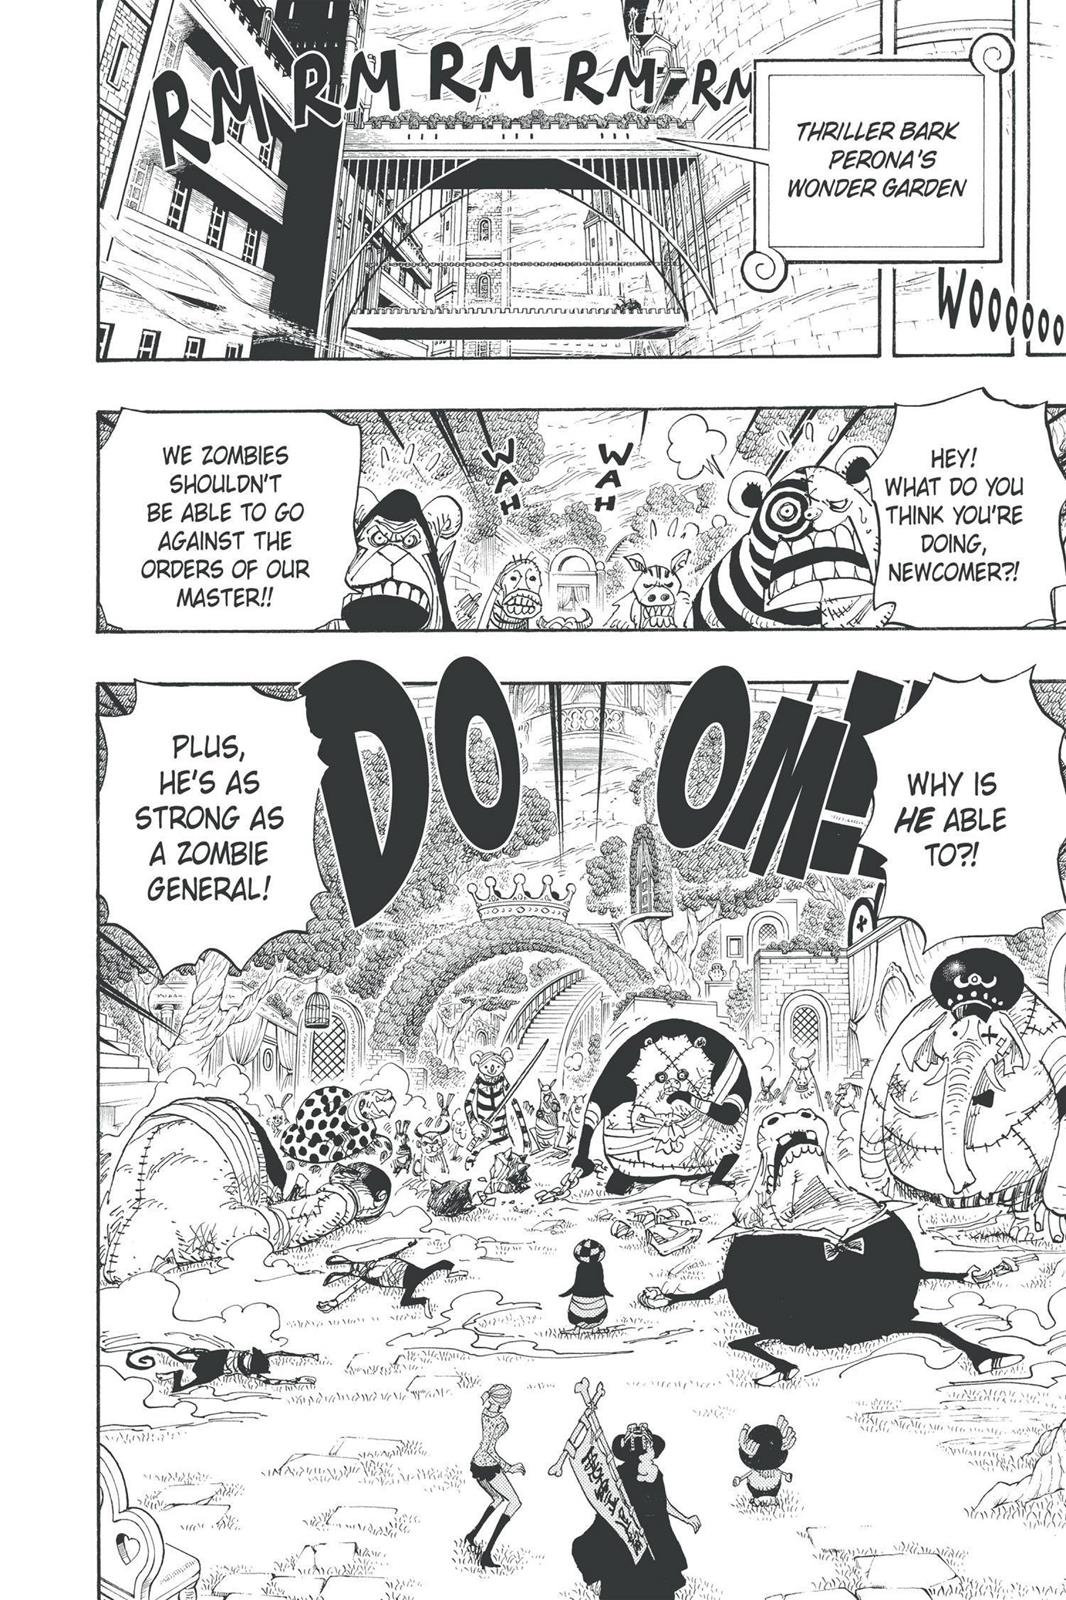 RM RM RM RM RM
THRILLER BARK
PERONA'S
WONDER GARDEN
WOOOOOO
HEY!
WHAT DO YOU
THINK YOU'RE
DOING,
NEWCOMER?!
WAH
WAH
WE ZOMBIES
SHOULDN'T
BE ABLE TO GO
AGAINST THE
ORDERS OF OUR
MASTER!!
WHY IS
HE ABLE
TO?!
DOOM!!
PLUS,
HE'S AS
STRONG AS
A ZOMBIE
GENERAL!